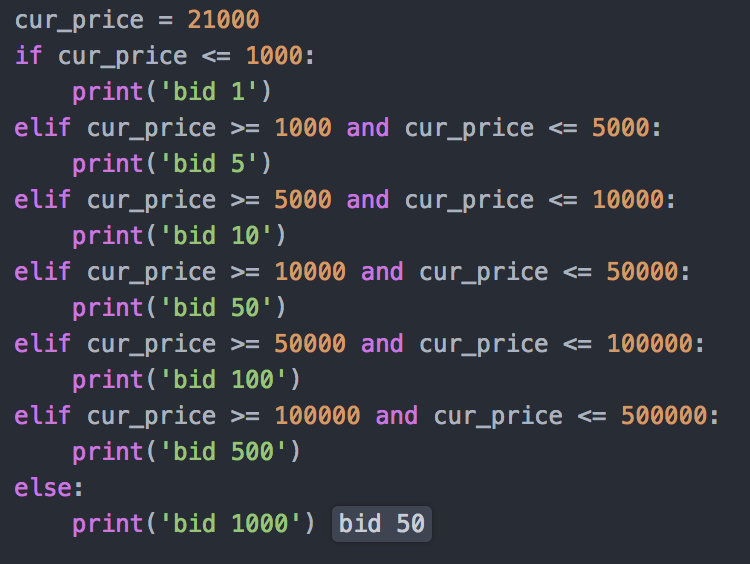 cur_price = 21000
if cur_price <= 1000:
    print('bid 1')
elif cur_price >= 1000 and cur_price <= 5000:
    print('bid 5')
elif cur_price >= 5000 and cur_price <= 10000:
    print('bid 10')
elif cur_price >= 10000 and cur_price <= 50000:
    print('bid 50')
elif cur_price >= 50000 and cur_price <= 100000:
    print('bid 100')
elif cur_price >= 100000 and cur_price <= 500000:
    print('bid 500')
else:
    print('bid 1000') bid 50